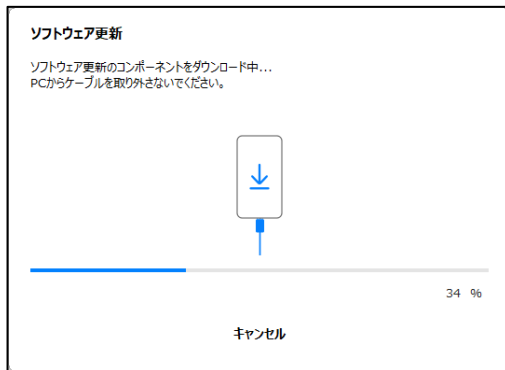 ソフトウェア更新
ソフトウェア更新のコンポーネントをダウンロード中...
PCからケーブルを取り外さないでください。
34 %
キャンセル